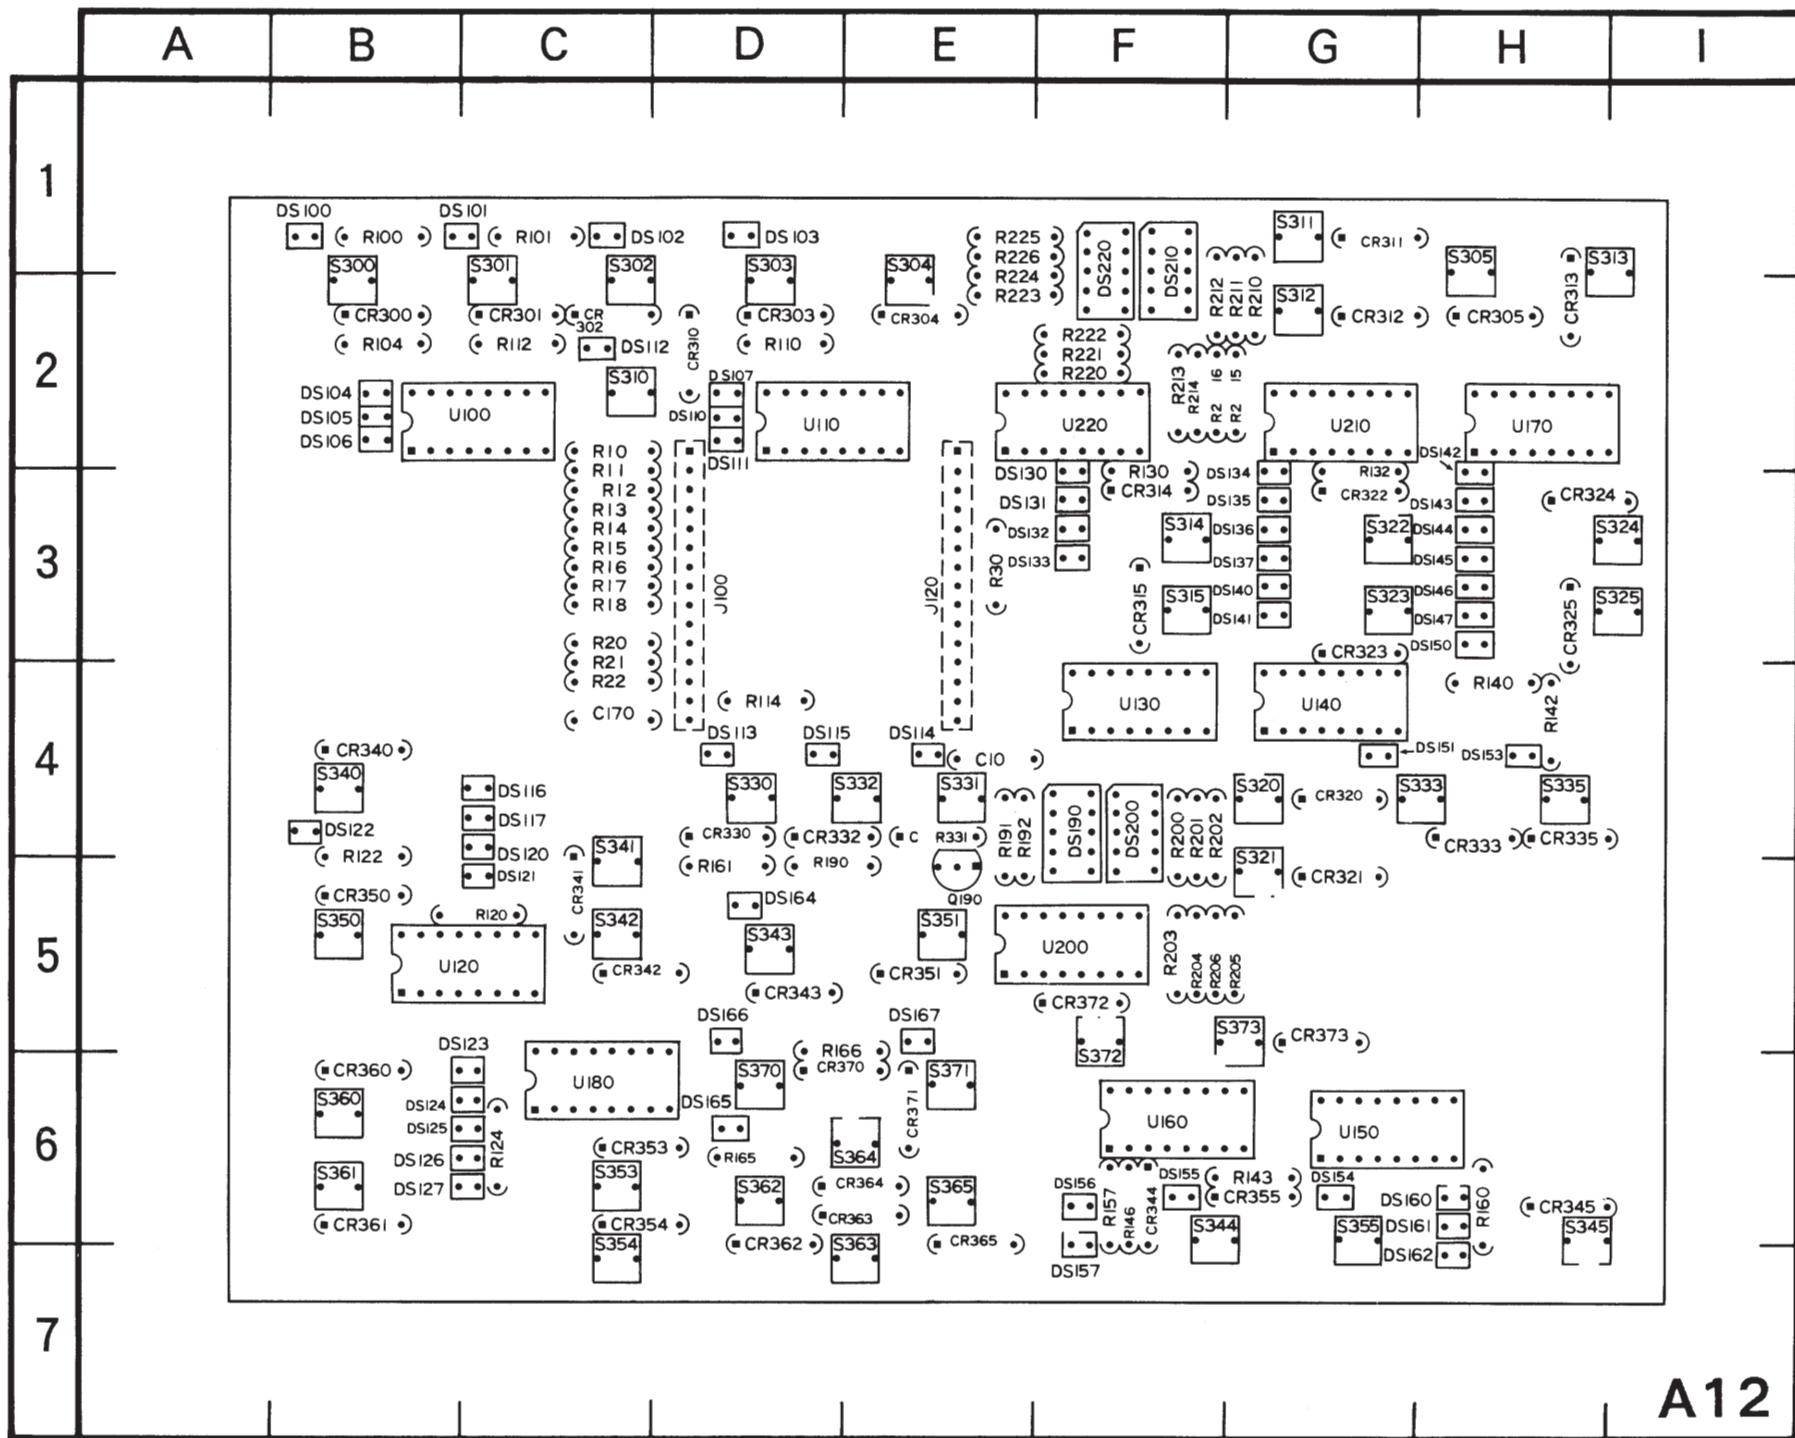 A B C D E F G H I
1
DS100 DS101
R100 R101 DS102 DS103 R225 DS220 DS210 S311 CR311
S300 S301 S302 S303 S304 R226 S305 S313
R224 R212 R211 R210 CR313
R223 S312
CR300 CR301 CR 302 CR303 CR304 CR312 CR305
R104 R112 DS112 CR310 R110 R222
2
R221
S310 DS107 R220 R213 R214 R2 16 R2 15
DS104
DS105 U100 DS110 U110 U220 U210 U170
DS106
R10 DS111 DS142
R11 DS130 R130 DS134 R132
R12 CR314 CR322
R13 DS131 DS135 DS143 CR324
R14 DS132 S314 DS136 S322 DS144 S324
R15
3
R16 DS133 DS137 DS145
R17 J100 J120 R30 CR315 DS140 DS146 CR325
R18 S315 S323 S325
DS141 DS147
R20 DS150
R21 CR323
R22 R140
R114 U130 U140 R142
C170
DS113 DS115 DS114
4
CR340 C10 DS151 DS153
S340 DS116 S330 S332 S331 S320 CR320 S333 S335
DS117
DS122 CR330 CR332 C R331 R191 R192 DS190 DS200 R200 R201 R202 CR333 CR335
R122 DS120 S341 R161 R190 S321
DS121 CR341 CR321
CR350 Q190
R120 DS164
S350 S342 S343 S351
5
U120 U200 R203
CR342 CR351 R204 R206 R205
CR343 CR372
DS166 DS167
DS123 S372 S373 CR373
CR360 U180 R166
CR370
S370 S371
S360 DS124 DS165 CR371
DS125 U160 U150
6
R124 CR353 S364
DS126 R165
S361 DS127 S353 S362 CR364 S365 DS156 R157 R146 CR344 DS155 R143 DS154
CR355 DS160 R160
CR361 CR354 CR363 CR345
S344 S355 DS161 S345
S354 CR362 S363 CR365 DS162
DS157
7
A12